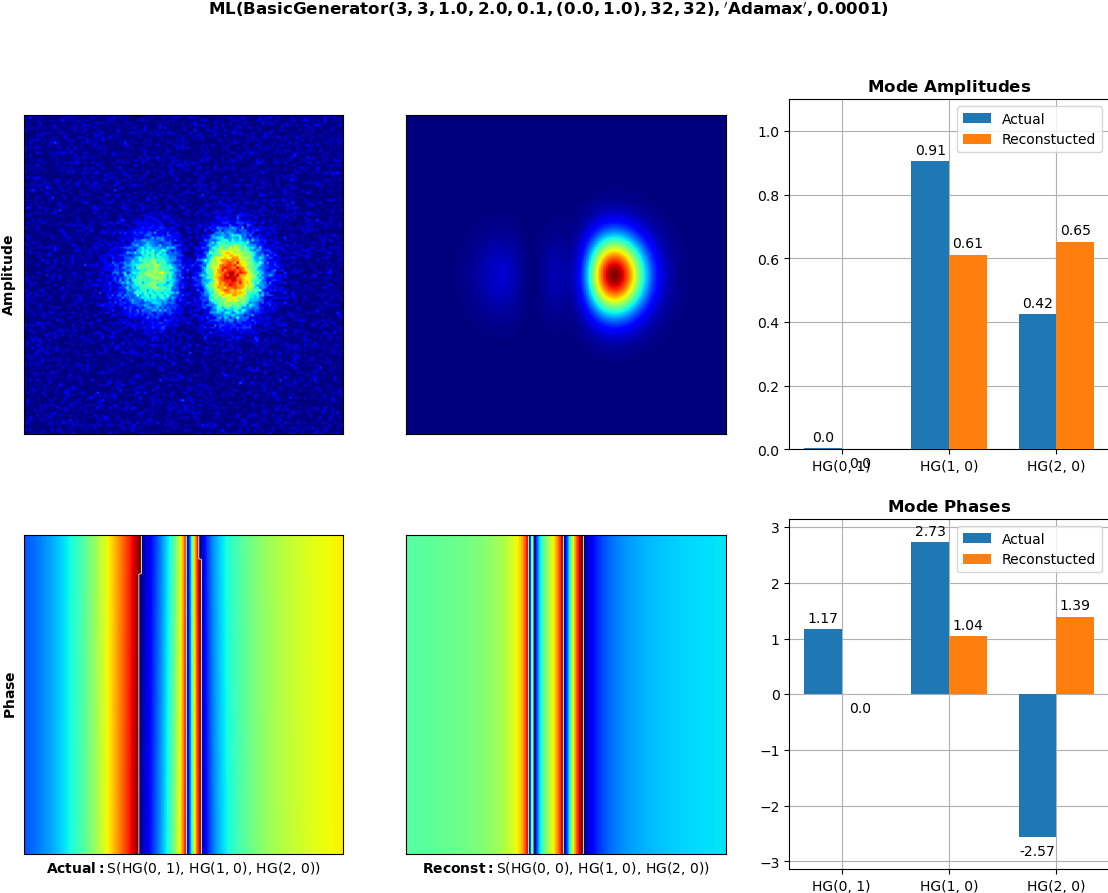 ML(BasicGenerator(3, 3, 1.0, 2.0, 0.1, (0.0, 1.0), 32, 32), ′Adamax′, 0.0001)
Mode Amplitudes
Actual
Reconstucted
1.0
0.8
0.6
0.4
0.2
0.0
0.0
0.0
0.91
0.61
0.42
0.65
HG(0, 1)
HG(1, 0)
HG(2, 0)
Amplitude
Mode Phases
Actual
Reconstucted
3
2
1
0
−1
−2
−3
1.17
0.0
2.73
1.04
-2.57
1.39
HG(0, 1)
HG(1, 0)
HG(2, 0)
Phase
Actual: S(HG(0, 1), HG(1, 0), HG(2, 0))
Reconst: S(HG(0, 0), HG(1, 0), HG(2, 0))